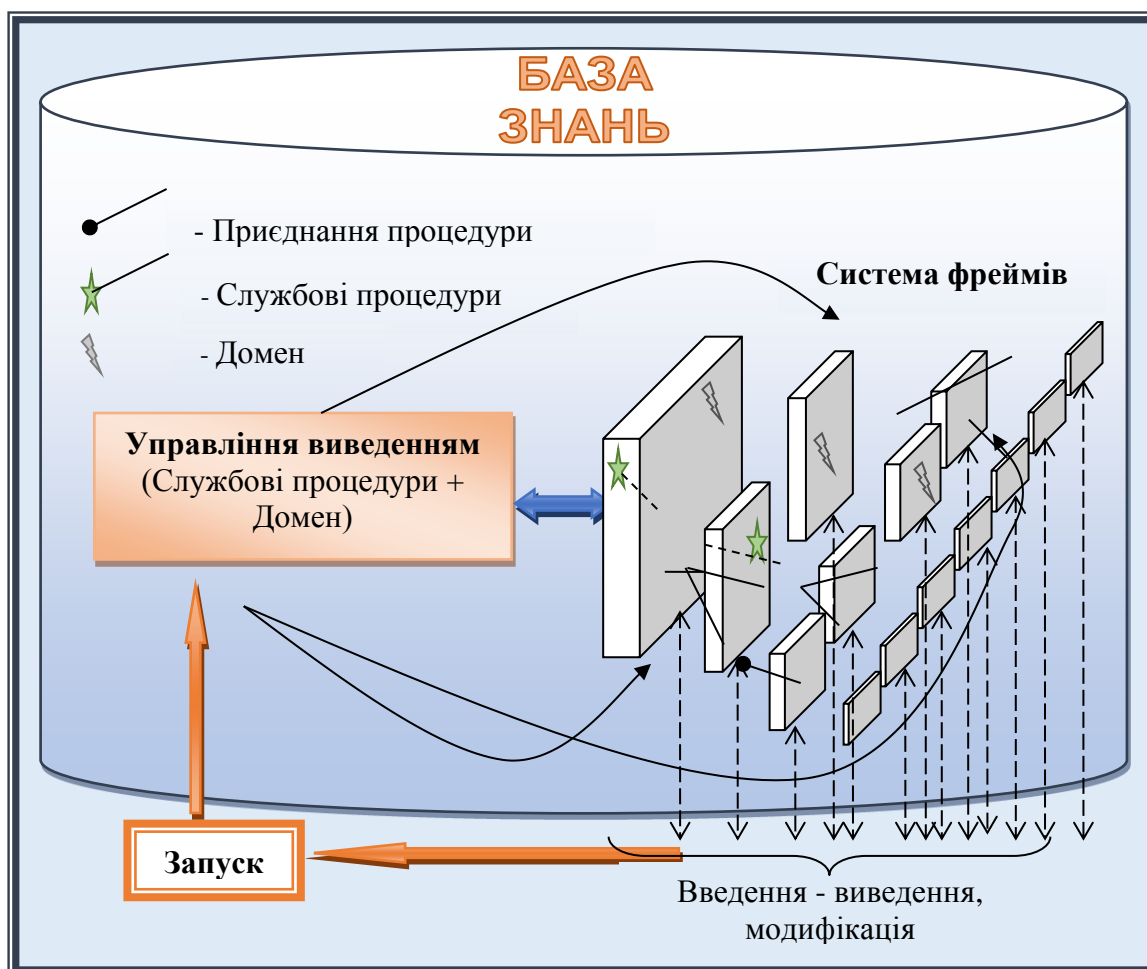 БАЗА
ЗНАНЬ
- Приєднання процедури
- Службові процедури
- Домен
Система фреймів
Управління виведенням
(Службові процедури +
Домен)
Запуск
Введення - виведення,
модифікація